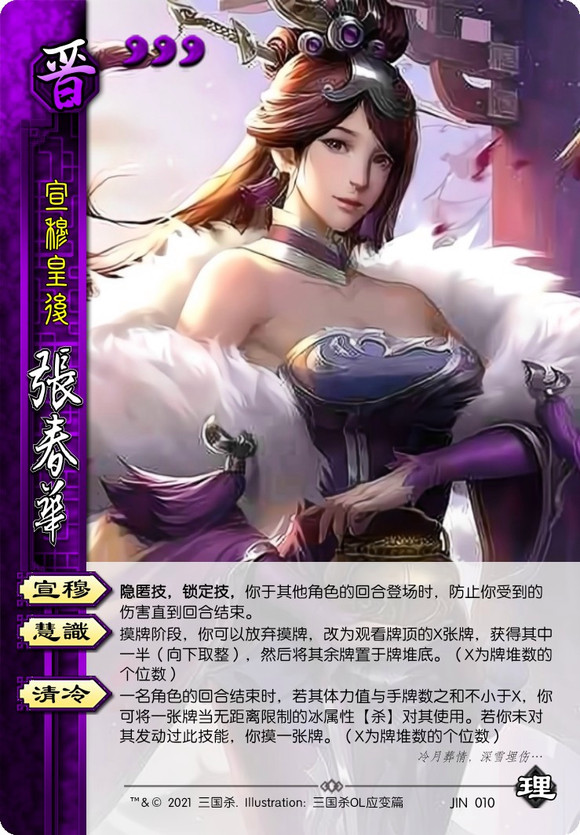 晋
宣穆皇後
張春華
宣穆
隐匿技，锁定技，你于其他角色的回合登场时，防止你受到的
伤害直到回合结束。
慧識
摸牌阶段，你可以放弃摸牌，改为观看牌顶的X张牌，获得其中
一半（向下取整），然后将其余牌置于牌堆底。（X为牌堆数的
个位数）
清冷
一名角色的回合结束时，若其体力值与手牌数之和不小于X，你
可将一张牌当无距离限制的冰属性【杀】对其使用。若你未对
其发动过此技能，你摸一张牌。（X为牌堆数的个位数）
冷月葬情，深雪埋伤…
™&© 2021 三国杀. Illustration: 三国杀OL应变篇 JIN 010
理